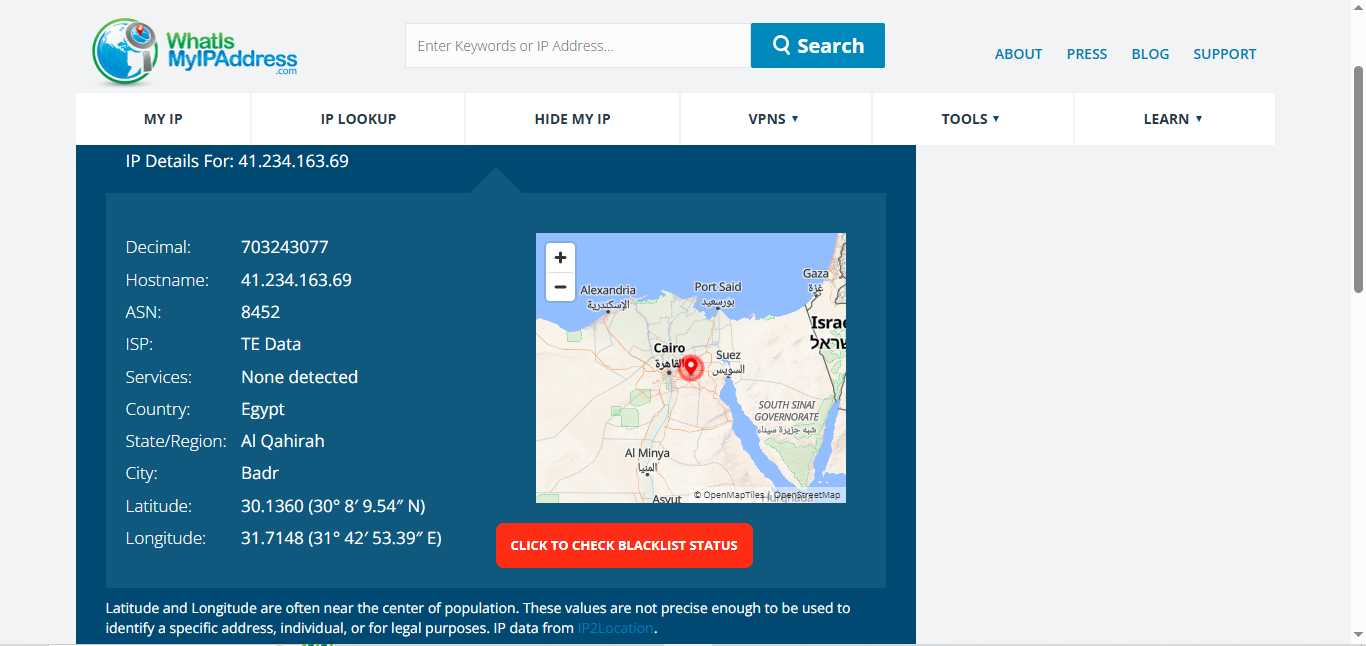 WhatIs
MyIPAddress
.com
Enter Keywords or IP Address...
Search
ABOUT
PRESS
BLOG
SUPPORT
MY IP
IP LOOKUP
HIDE MY IP
VPNS ▼
TOOLS ▼
LEARN ▼
IP Details For: 41.234.163.69
Decimal: 703243077
Hostname: 41.234.163.69
ASN: 8452
ISP: TE Data
Services: None detected
Country: Egypt
State/Region: Al Qahirah
City: Badr
Latitude: 30.1360 (30° 8′ 9.54″ N)
Longitude: 31.7148 (31° 42′ 53.39″ E)
+
−
Gaza
غزة
Alexandria
الإسكندرية
Port Said
بورسعيد
Israe
شرאל
Cairo
القاهرة
Suez
السويس
SOUTH SINAI
GOVERNORATE
شبه جزيرة سيناء
Al Minya
المنيا
Asyut
Hurghada
© OpenMapTiles | OpenStreetMap
CLICK TO CHECK BLACKLIST STATUS
Latitude and Longitude are often near the center of population. These values are not precise enough to be used to
identify a specific address, individual, or for legal purposes. IP data from IP2Location.